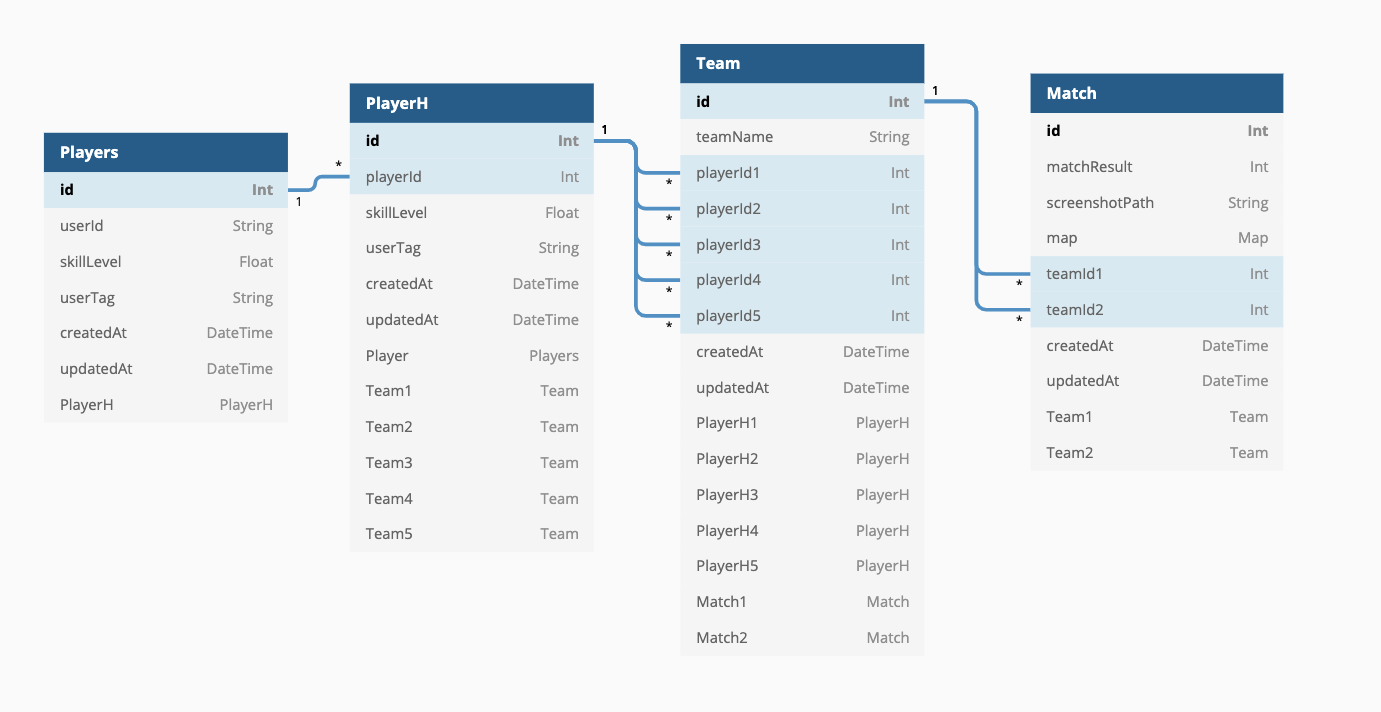 Players
id Int
userId String
skillLevel Float
userTag String
createdAt DateTime
updatedAt DateTime
PlayerH PlayerH
1
*
PlayerH
id Int
playerId Int
skillLevel Float
userTag String
createdAt DateTime
updatedAt DateTime
Player Players
Team1 Team
Team2 Team
Team3 Team
Team4 Team
Team5 Team
1
*
*
*
*
*
Team
id Int
teamName String
playerId1 Int
playerId2 Int
playerId3 Int
playerId4 Int
playerId5 Int
createdAt DateTime
updatedAt DateTime
PlayerH1 PlayerH
PlayerH2 PlayerH
PlayerH3 PlayerH
PlayerH4 PlayerH
PlayerH5 PlayerH
Match1 Match
Match2 Match
1
*
*
Match
id Int
matchResult Int
screenshotPath String
map Map
teamId1 Int
teamId2 Int
createdAt DateTime
updatedAt DateTime
Team1 Team
Team2 Team